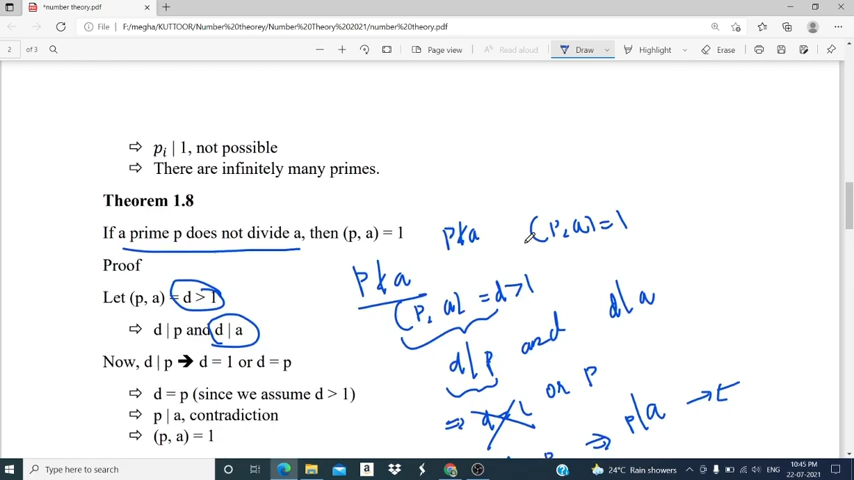 *number theory.pdf
File
F:/megha/KUTTOOR/Number%20theorey/Number%20Theory%202021/number%20theory.pdf
2 of 3
Page view
Read aloud
Draw
Highlight
Erase
⇨ pᵢ | 1, not possible
⇨ There are infinitely many primes.
Theorem 1.8
If a prime p does not divide a, then (p, a) = 1
p∤a (p, a) = 1
Proof
p∤a
Let (p, a) = d > 1
(p, a) = d > 1
⇨ d | p and d | a
d | p and d | a
Now, d | p ➔ d = 1 or d = p
⇨ d = p (since we assume d > 1)
or p
⇨ p | a, contradiction
⇒ p | a
⇨ (p, a) = 1
Type here to search
a
24°C Rain showers
ENG
10:45 PM
22-07-2021